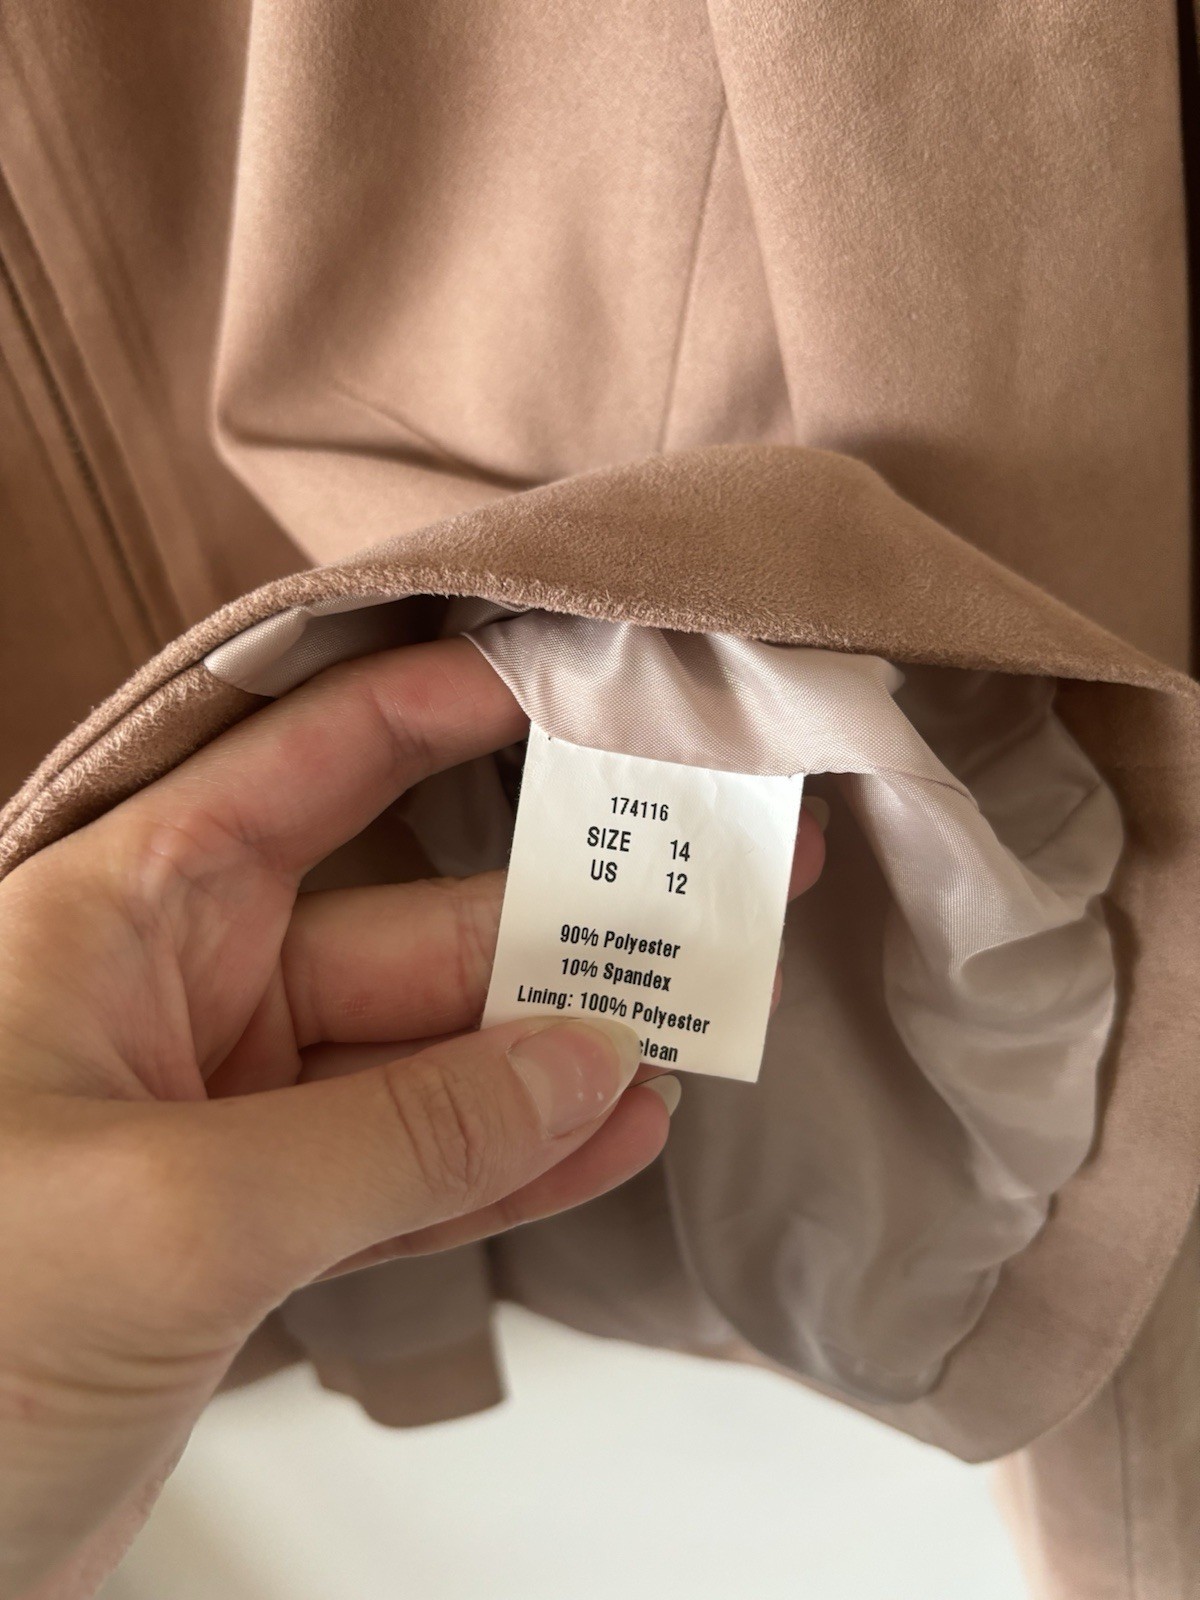 174116
SIZE 14
US 12
90% Polyester
10% Spandex
Lining: 100% Polyester
clean